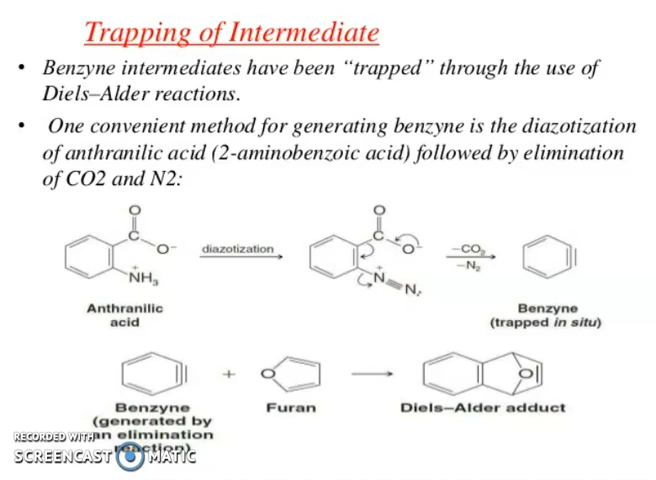 Trapping of Intermediate
• Benzyne intermediates have been “trapped” through the use of
Diels–Alder reactions.
• One convenient method for generating benzyne is the diazotization
of anthranilic acid (2-aminobenzoic acid) followed by elimination
of CO2 and N2:
O
C
O⁻
NH₃
+
diazotization
O
C
O⁻
+
N
N:
−CO₂
−N₂
Anthranilic
acid
Benzyne
(trapped in situ)
+
O
O
Benzyne
(generated by
an elimination
reaction)
Furan
Diels–Alder adduct
RECORDED WITH
SCREENCAST MATIC